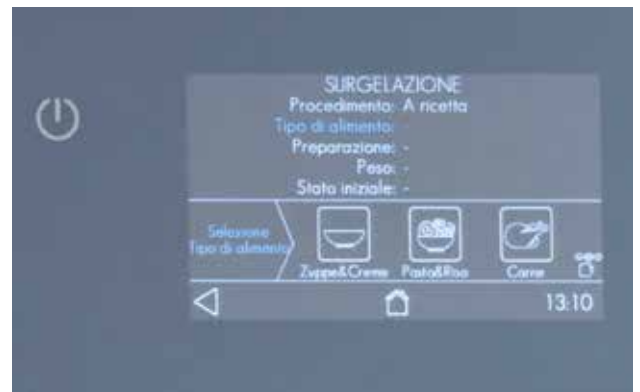 SURGELAZIONE
Procedimento: A ricetta
Tipo di alimento: -
Preparazione: -
Peso: -
Stato iniziale: -
Selezione
Tipo di alimento
Zuppe&Creme Pasta&Riso Carne
13:10